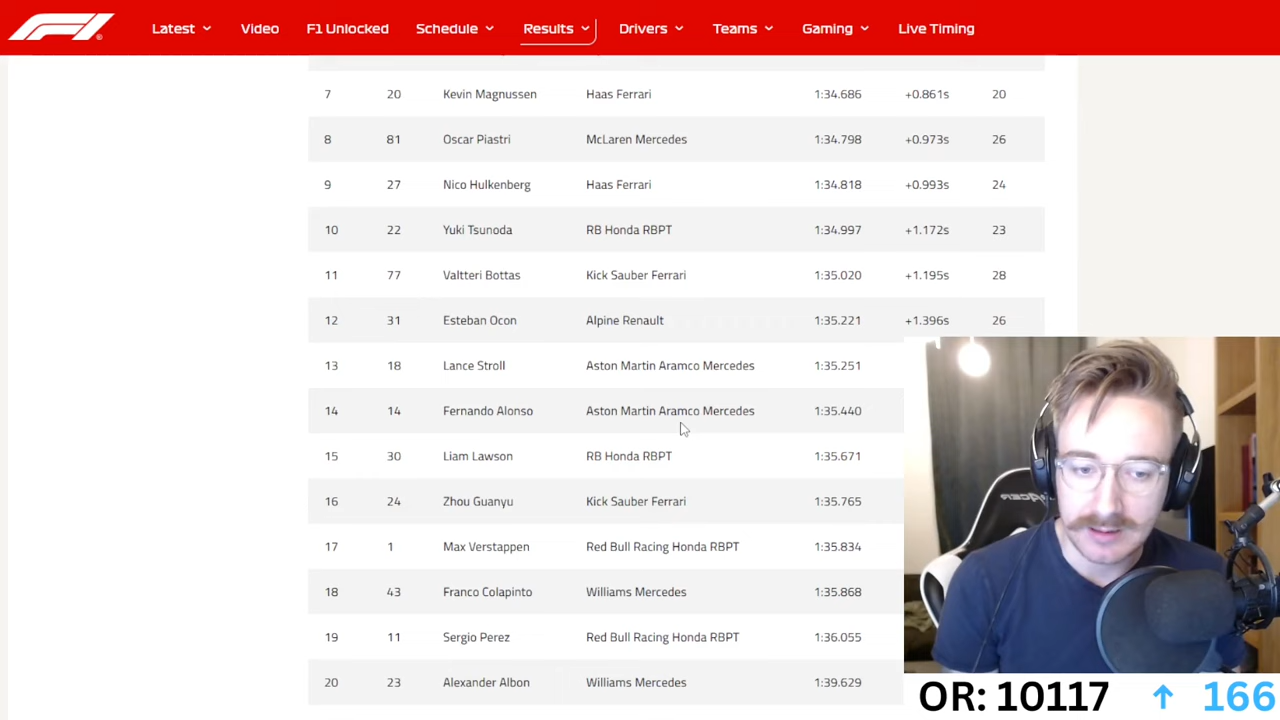 F1 Latest Video F1 Unlocked Schedule Results Drivers Teams Gaming Live Timing
7 20 Kevin Magnussen Haas Ferrari 1:34.686 +0.861s 20
8 81 Oscar Piastri McLaren Mercedes 1:34.798 +0.973s 26
9 27 Nico Hulkenberg Haas Ferrari 1:34.818 +0.993s 24
10 22 Yuki Tsunoda RB Honda RBPT 1:34.997 +1.172s 23
11 77 Valtteri Bottas Kick Sauber Ferrari 1:35.020 +1.195s 28
12 31 Esteban Ocon Alpine Renault 1:35.221 +1.396s 26
13 18 Lance Stroll Aston Martin Aramco Mercedes 1:35.251
14 14 Fernando Alonso Aston Martin Aramco Mercedes 1:35.440
15 30 Liam Lawson RB Honda RBPT 1:35.671
16 24 Zhou Guanyu Kick Sauber Ferrari 1:35.765
17 1 Max Verstappen Red Bull Racing Honda RBPT 1:35.834
18 43 Franco Colapinto Williams Mercedes 1:35.868
19 11 Sergio Perez Red Bull Racing Honda RBPT 1:36.055
20 23 Alexander Albon Williams Mercedes 1:39.629
OR: 10117 ↑ 166